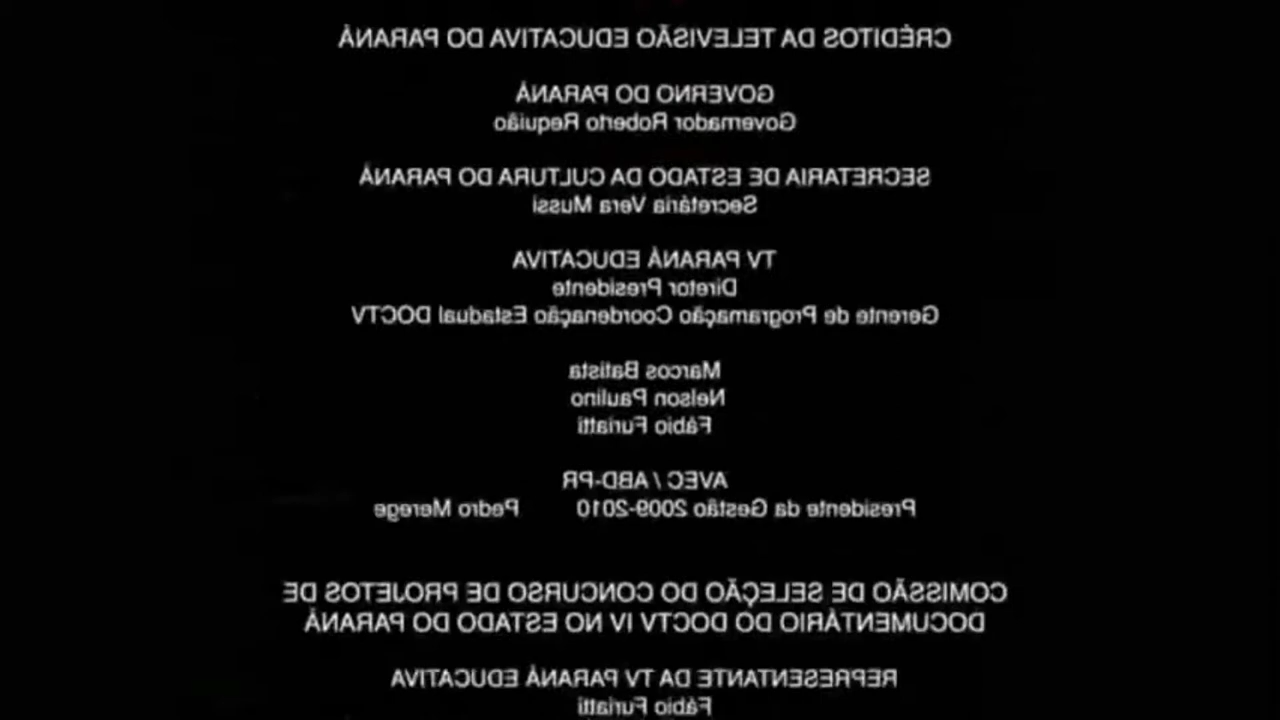 CRÉDITOS DA TELEVISÃO EDUCATIVA DO PARANÁ
GOVERNO DO PARANÁ
Governador Roberto Requião
SECRETARIA DE ESTADO DA CULTURA DO PARANÁ
Secretária Vera Mussi
TV PARANÁ EDUCATIVA
Diretor Presidente
Gerente de Programação Coordenação Estadual DOCTV
Marcos Batista
Nelson Paulino
Fábio Furiatti
AVEC / ABD-PR
Presidente da Gestão 2009-2010 Pedro Merege
COMISSÃO DE SELEÇÃO DO CONCURSO DE PROJETOS DE
DOCUMENTÁRIO DO DOCTV IV NO ESTADO DO PARANÁ
REPRESENTANTE DA TV PARANÁ EDUCATIVA
Fábio Furiatti